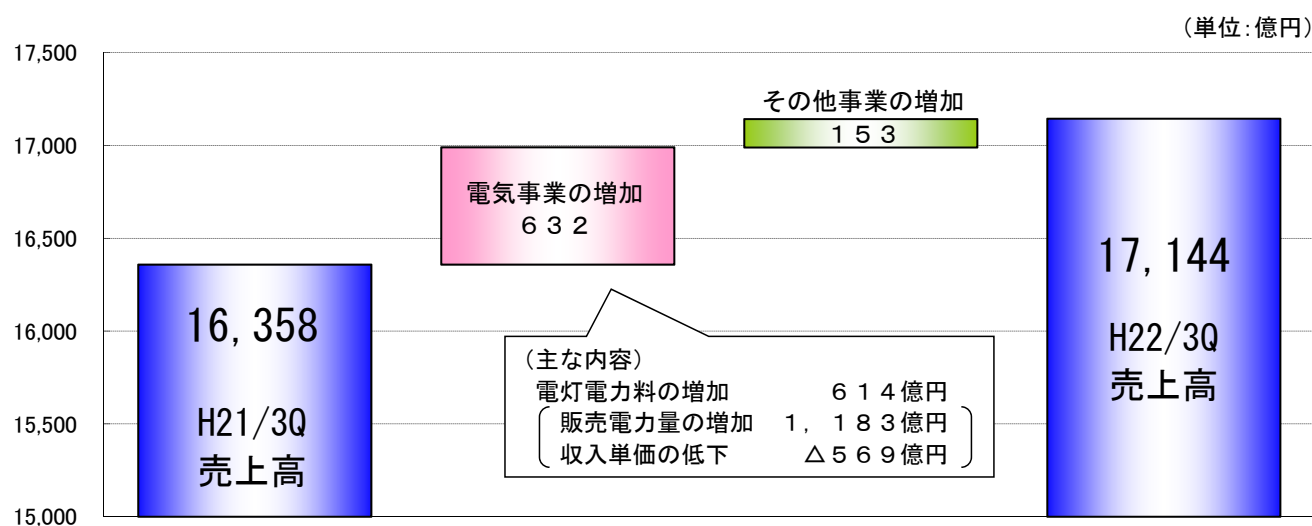 （単位：億円）
17,500
17,000
16,500
16,000
15,500
15,000
16,358
H21/3Q
売上高
電気事業の増加
６３２
その他事業の増加
１５３
17,144
H22/3Q
売上高
（主な内容）
電灯電力料の増加 ６１４億円
販売電力量の増加 １，１８３億円
収入単価の低下 △５６９億円